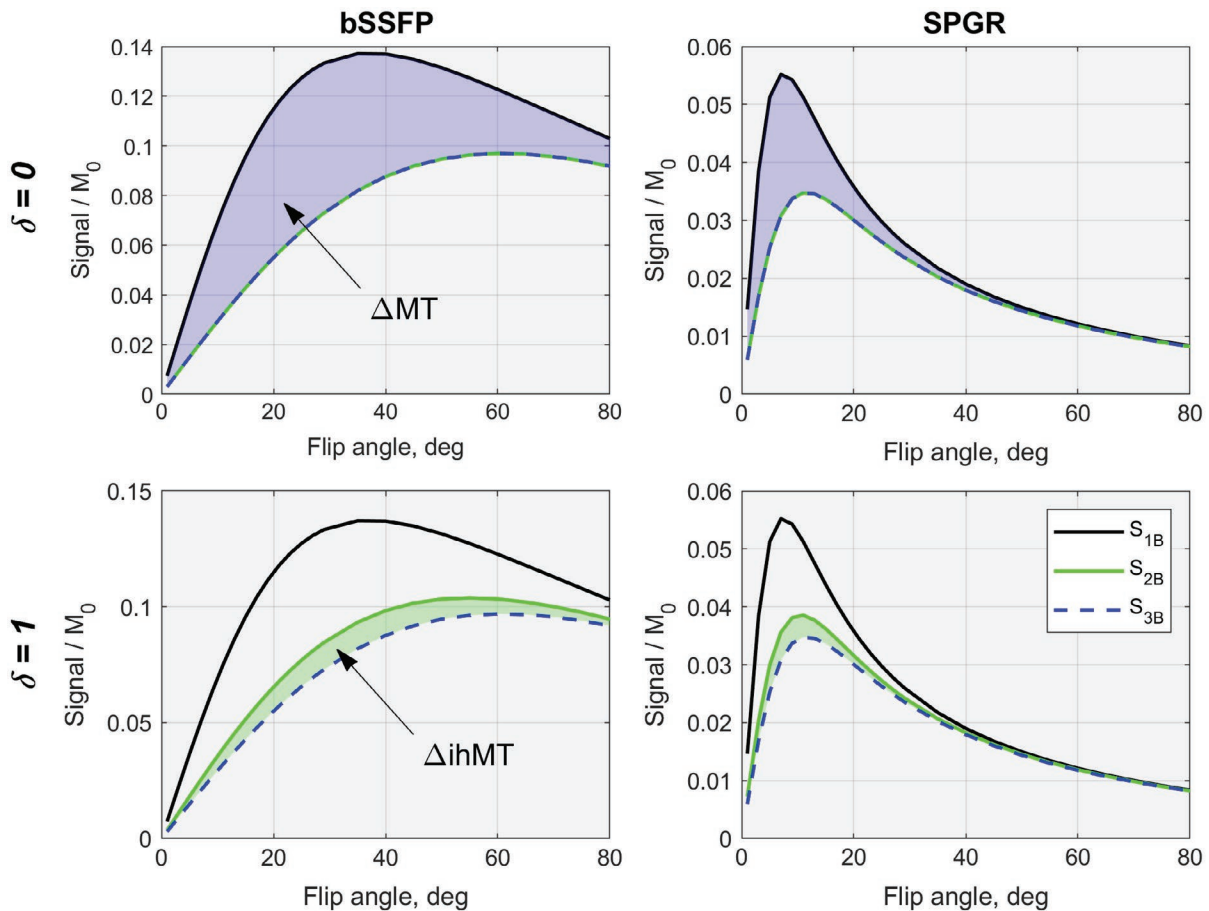 bSSFP
SPGR
δ = 0
Signal / M0
0.14
0.12
0.1
0.08
0.06
0.04
0.02
0
ΔMT
0 20 40 60 80
Flip angle, deg
Signal / M0
0.06
0.05
0.04
0.03
0.02
0.01
0
0 20 40 60 80
Flip angle, deg
δ = 1
Signal / M0
0.15
0.1
0.05
0
ΔihMT
0 20 40 60 80
Flip angle, deg
Signal / M0
0.06
0.05
0.04
0.03
0.02
0.01
0
S1B
S2B
S3B
0 20 40 60 80
Flip angle, deg